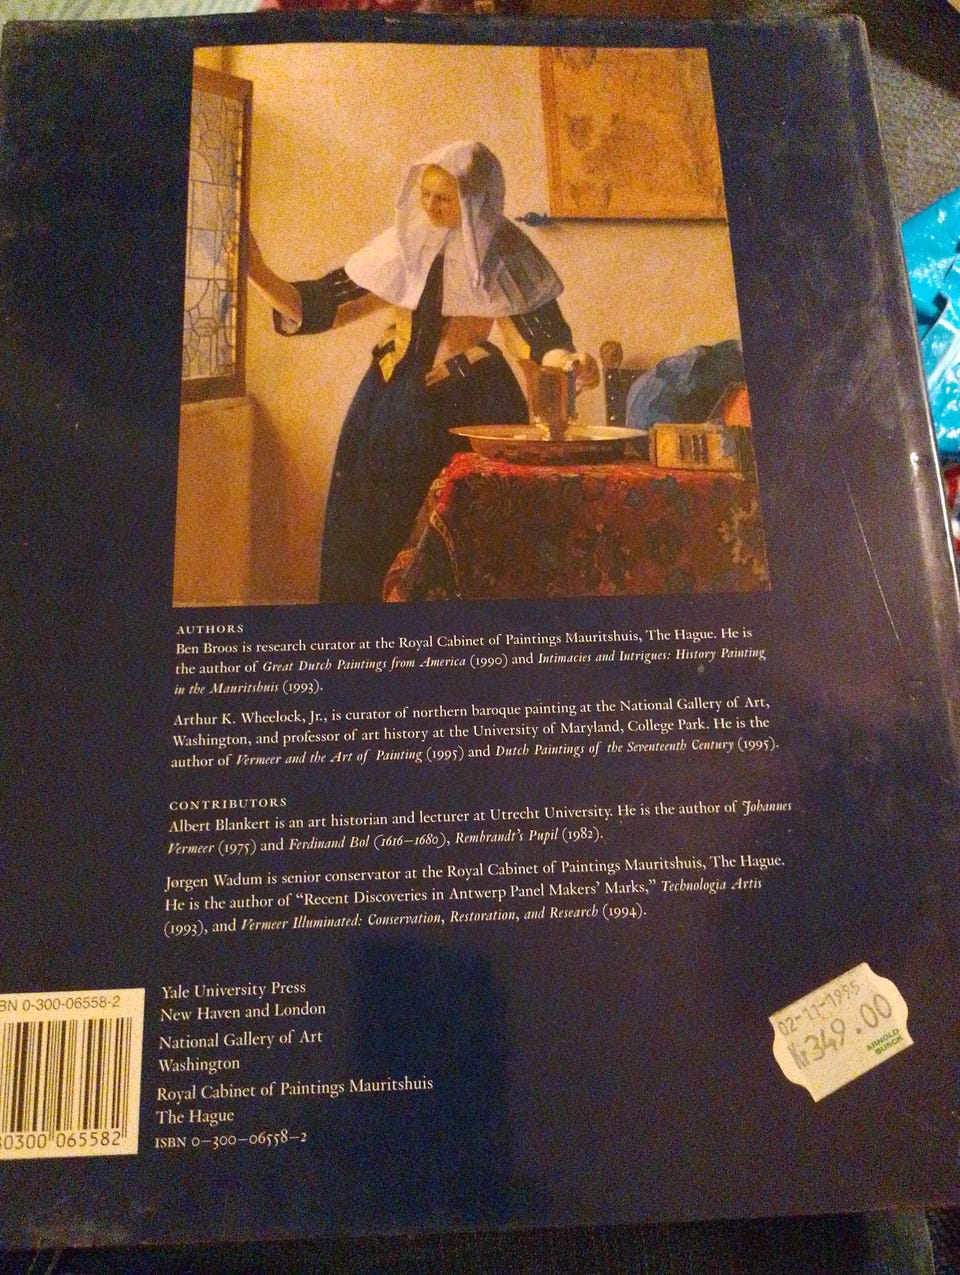 AUTHORS
Ben Broos is research curator at the Royal Cabinet of Paintings Mauritshuis, The Hague. He is
the author of Great Dutch Paintings from America (1990) and Intimacies and Intrigues: History Painting
in the Mauritshuis (1993).
Arthur K. Wheelock, Jr., is curator of northern baroque painting at the National Gallery of Art,
Washington, and professor of art history at the University of Maryland, College Park. He is the
author of Vermeer and the Art of Painting (1995) and Dutch Paintings of the Seventeenth Century (1995).
CONTRIBUTORS
Albert Blankert is an art historian and lecturer at Utrecht University. He is the author of Johannes
Vermeer (1975) and Ferdinand Bol (1616–1680), Rembrandt's Pupil (1982).
Jørgen Wadum is senior conservator at the Royal Cabinet of Paintings Mauritshuis, The Hague.
He is the author of “Recent Discoveries in Antwerp Panel Makers’ Marks,” Technologia Artis
(1993), and Vermeer Illuminated: Conservation, Restoration, and Research (1994).
Yale University Press
New Haven and London
National Gallery of Art
Washington
Royal Cabinet of Paintings Mauritshuis
The Hague
ISBN 0–300–06558–2
BN 0-300-06558-2
0300 065582
02-11-1995
Kr349.00
ARNOLD
BUSCK